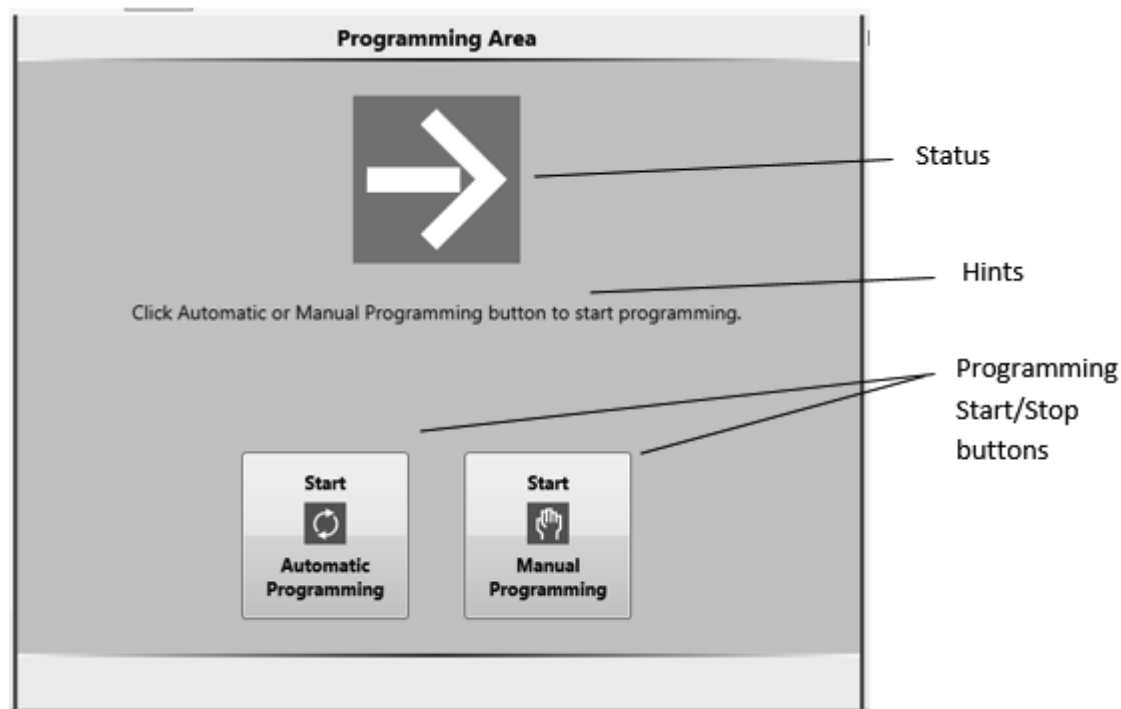 Programming Area
Status
Hints
Click Automatic or Manual Programming button to start programming.
Programming
Start/Stop
buttons
Start
Automatic
Programming
Start
Manual
Programming